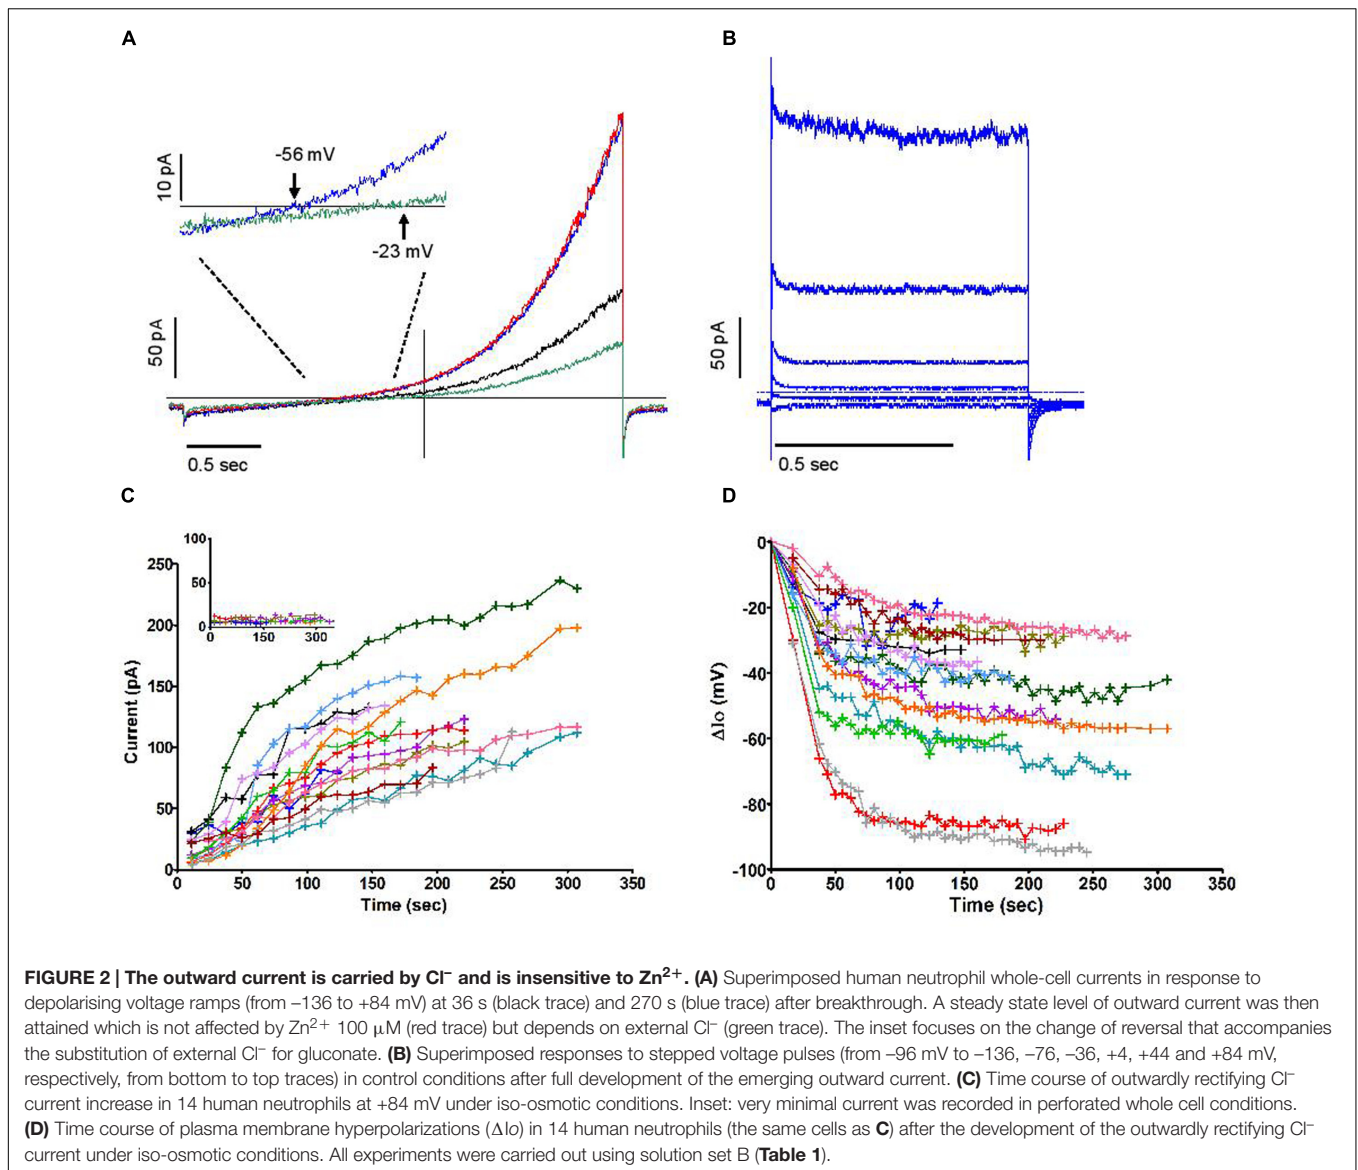 A
B
10 pA
-56 mV
-23 mV
50 pA
0.5 sec
50 pA
0.5 sec
C
D
100
50
0
0 150 300
250
200
150
100
50
0
0 50 100 150 200 250 300 350
Current (pA)
Time (sec)
0
-20
-40
-60
-80
-100
0 50 100 150 200 250 300 350
ΔIo (mV)
Time (sec)
FIGURE 2 | The outward current is carried by Cl⁻ and is insensitive to Zn²⁺. (A) Superimposed human neutrophil whole-cell currents in response to
depolarising voltage ramps (from –136 to +84 mV) at 36 s (black trace) and 270 s (blue trace) after breakthrough. A steady state level of outward current was then
attained which is not affected by Zn²⁺ 100 μM (red trace) but depends on external Cl⁻ (green trace). The inset focuses on the change of reversal that accompanies
the substitution of external Cl⁻ for gluconate. (B) Superimposed responses to stepped voltage pulses (from –96 mV to –136, –76, –36, +4, +44 and +84 mV,
respectively, from bottom to top traces) in control conditions after full development of the emerging outward current. (C) Time course of outwardly rectifying Cl⁻
current increase in 14 human neutrophils at +84 mV under iso-osmotic conditions. Inset: very minimal current was recorded in perforated whole cell conditions.
(D) Time course of plasma membrane hyperpolarizations (ΔIo) in 14 human neutrophils (the same cells as C) after the development of the outwardly rectifying Cl⁻
current under iso-osmotic conditions. All experiments were carried out using solution set B (Table 1).